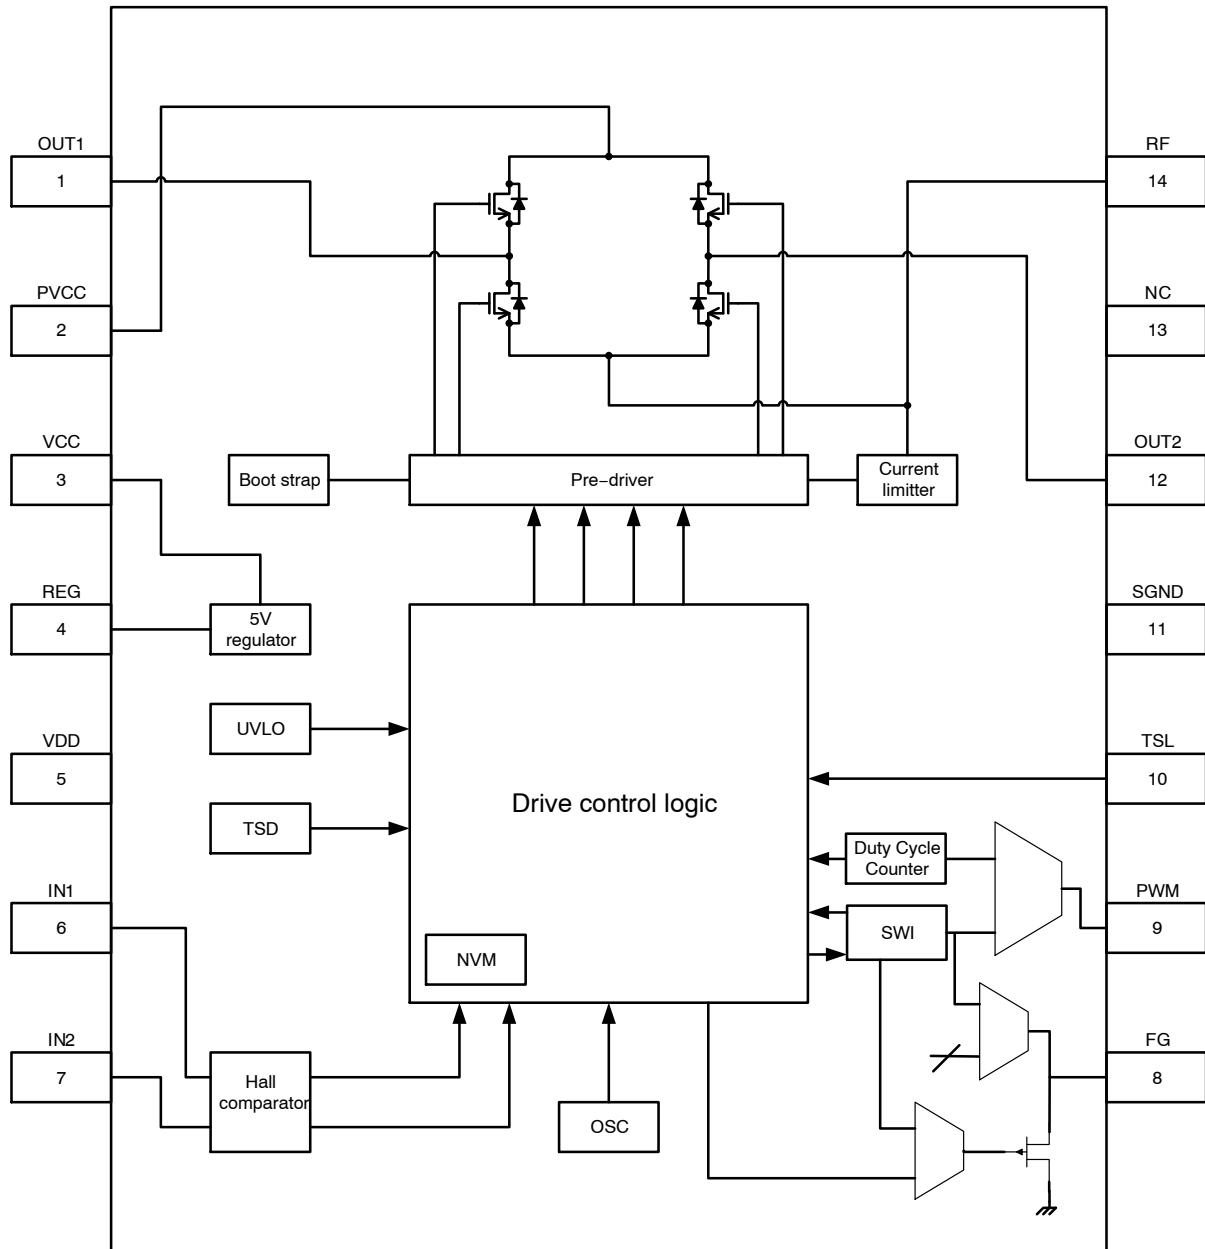 OUT1
1
PVCC
2
VCC
3
REG
4
VDD
5
IN1
6
IN2
7
RF
14
NC
13
OUT2
12
SGND
11
TSL
10
PWM
9
FG
8
Boot strap
Pre−driver
Current
limitter
5V
regulator
UVLO
TSD
Drive control logic
NVM
Duty Cycle
Counter
SWI
Hall
comparator
OSC